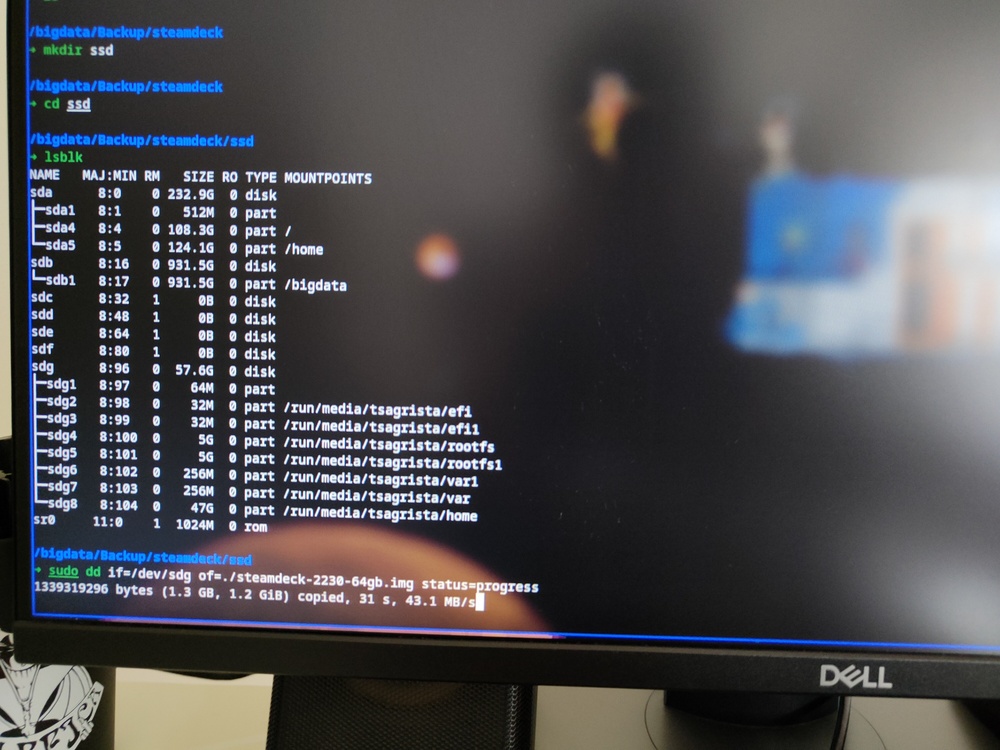 /bigdata/Backup/steamdeck
➜ mkdir ssd
/bigdata/Backup/steamdeck
➜ cd ssd
/bigdata/Backup/steamdeck/ssd
➜ lsblk
NAME MAJ:MIN RM SIZE RO TYPE MOUNTPOINTS
sda 8:0 0 232.9G 0 disk
├─sda1 8:1 0 512M 0 part
├─sda4 8:4 0 108.3G 0 part /
└─sda5 8:5 0 124.1G 0 part /home
sdb 8:16 0 931.5G 0 disk
└─sdb1 8:17 0 931.5G 0 part /bigdata
sdc 8:32 1 0B 0 disk
sdd 8:48 1 0B 0 disk
sde 8:64 1 0B 0 disk
sdf 8:80 1 0B 0 disk
sdg 8:96 0 57.6G 0 disk
├─sdg1 8:97 0 64M 0 part
├─sdg2 8:98 0 32M 0 part /run/media/tsagrista/efi
├─sdg3 8:99 0 32M 0 part /run/media/tsagrista/efi1
├─sdg4 8:100 0 5G 0 part /run/media/tsagrista/rootfs
├─sdg5 8:101 0 5G 0 part /run/media/tsagrista/rootfs1
├─sdg6 8:102 0 256M 0 part /run/media/tsagrista/var1
├─sdg7 8:103 0 256M 0 part /run/media/tsagrista/var
└─sdg8 8:104 0 47G 0 part /run/media/tsagrista/home
sr0 11:0 1 1024M 0 rom
/bigdata/Backup/steamdeck/ssd
➜ sudo dd if=/dev/sdg of=./steamdeck-2230-64gb.img status=progress
1339319296 bytes (1.3 GB, 1.2 GiB) copied, 31 s, 43.1 MB/s
DELL